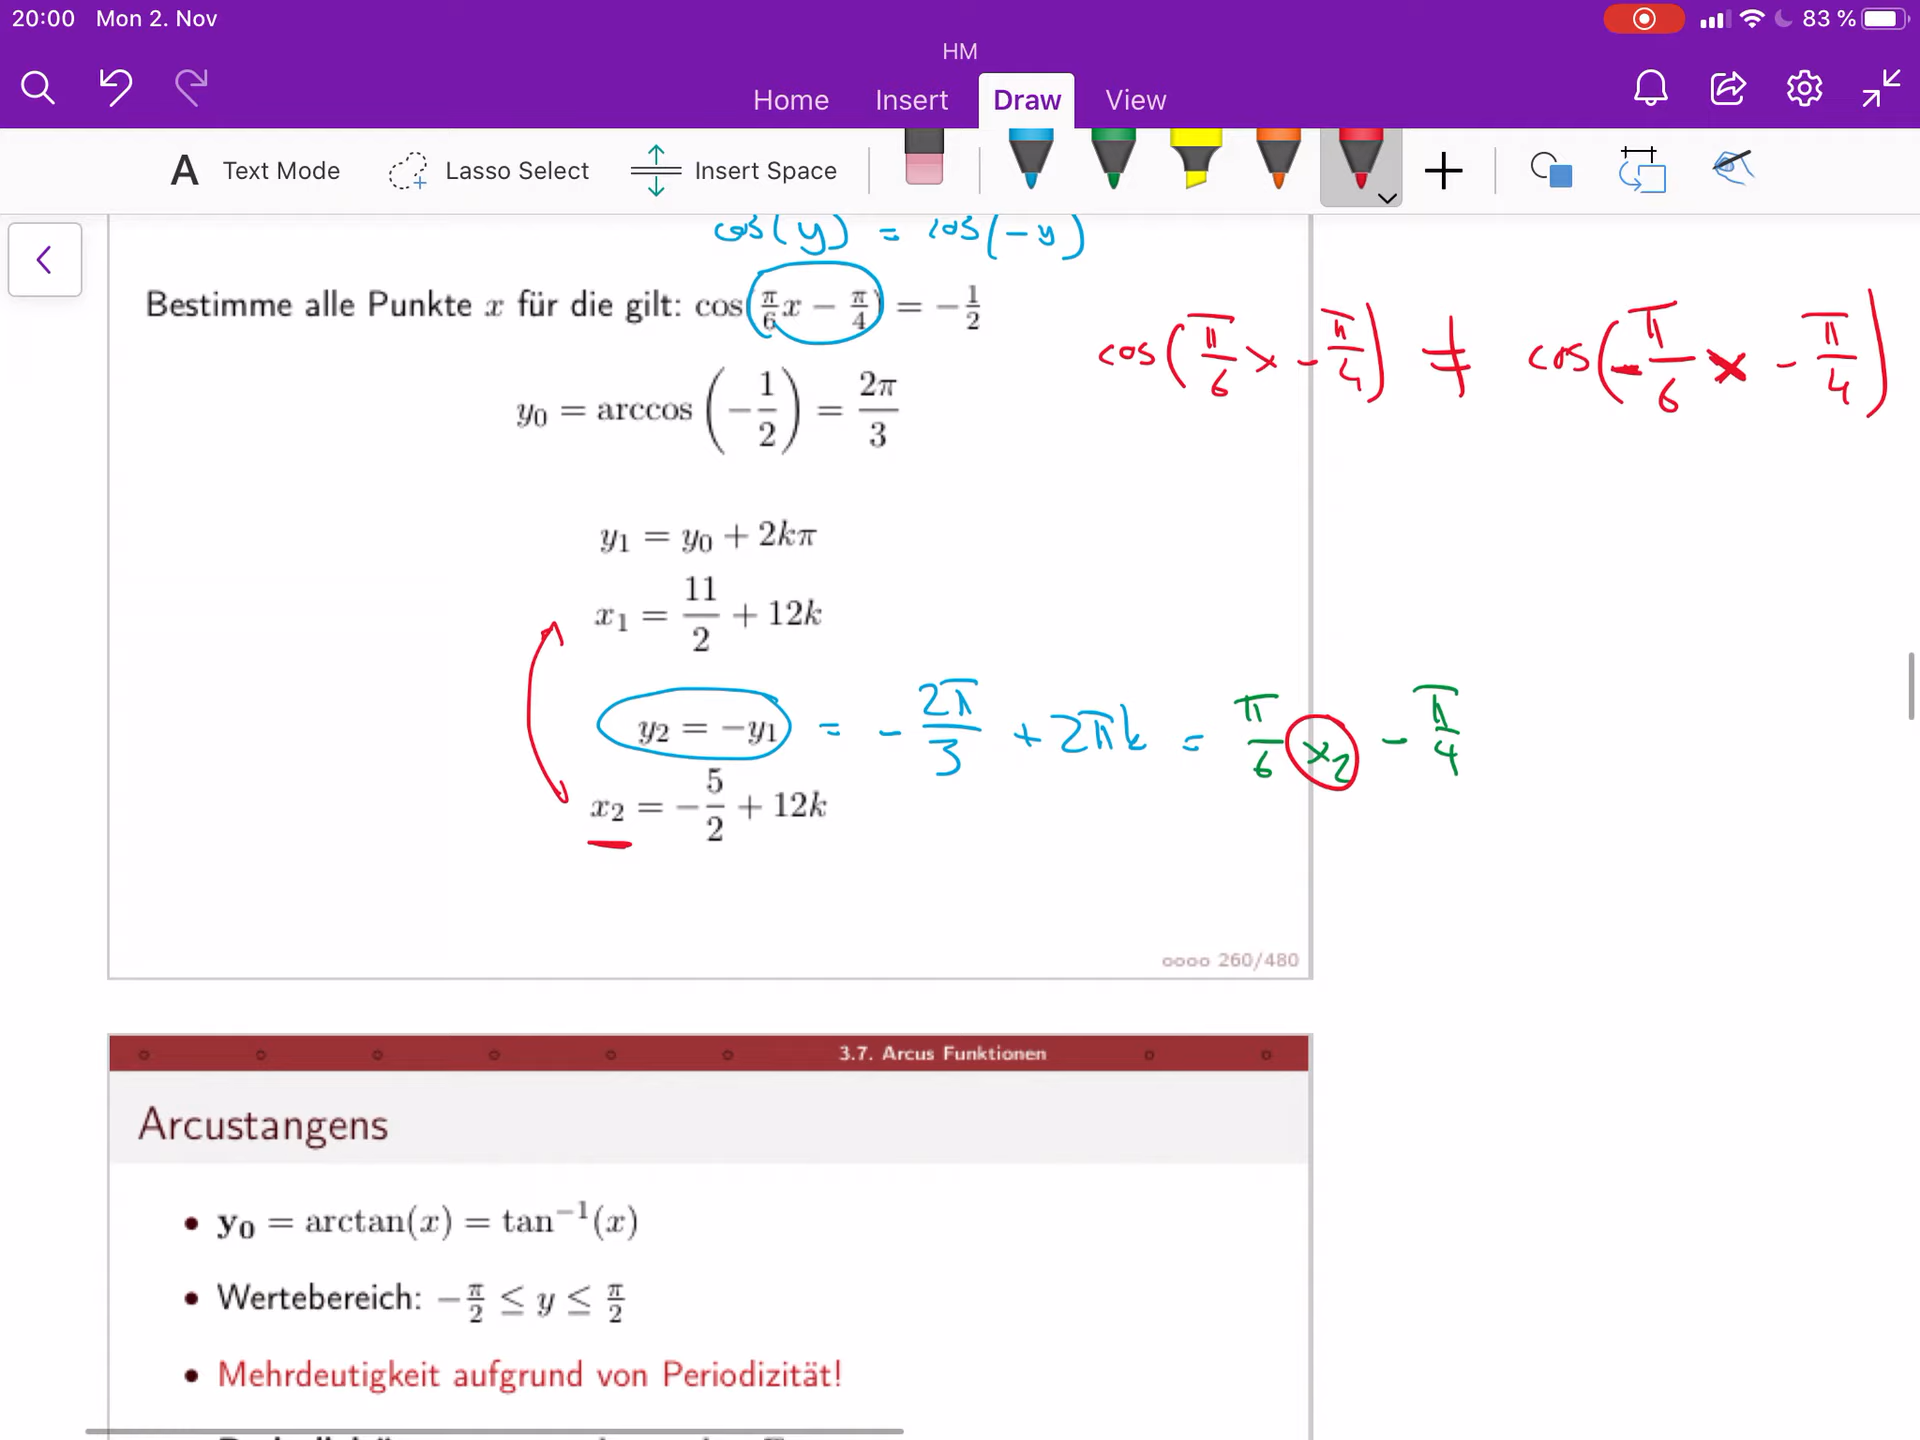 20:00 Mon 2. Nov 83 %
HM
Home Insert Draw View
A Text Mode Lasso Select Insert Space
cos(y) = cos(-y)
Bestimme alle Punkte x für die gilt: cos(π/6 x − π/4) = −1/2
cos(π/6 x − π/4) ≠ cos(−π/6 x − π/4)
y₀ = arccos(−1/2) = 2π/3
y₁ = y₀ + 2kπ
x₁ = 11/2 + 12k
y₂ = −y₁ = − 2π/3 + 2πk = π/6 x₂ − π/4
x₂ = −5/2 + 12k
260/480
3.7. Arcus Funktionen
Arcustangens
• y₀ = arctan(x) = tan⁻¹(x)
• Wertebereich: −π/2 ≤ y ≤ π/2
• Mehrdeutigkeit aufgrund von Periodizität!